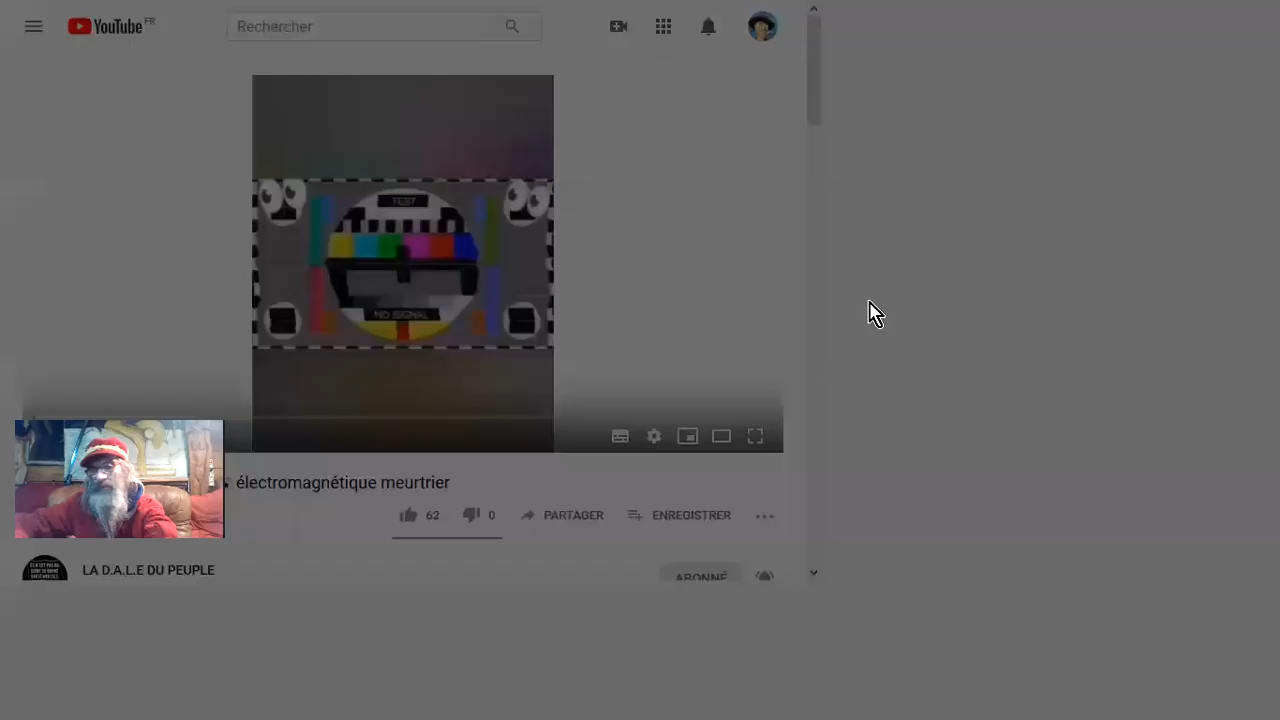 YouTube FR
Rechercher
TEST
NO SIGNAL
électromagnétique meurtrier
62 0 PARTAGER ENREGISTRER
LA D.A.L.E DU PEUPLE
ABONNÉ